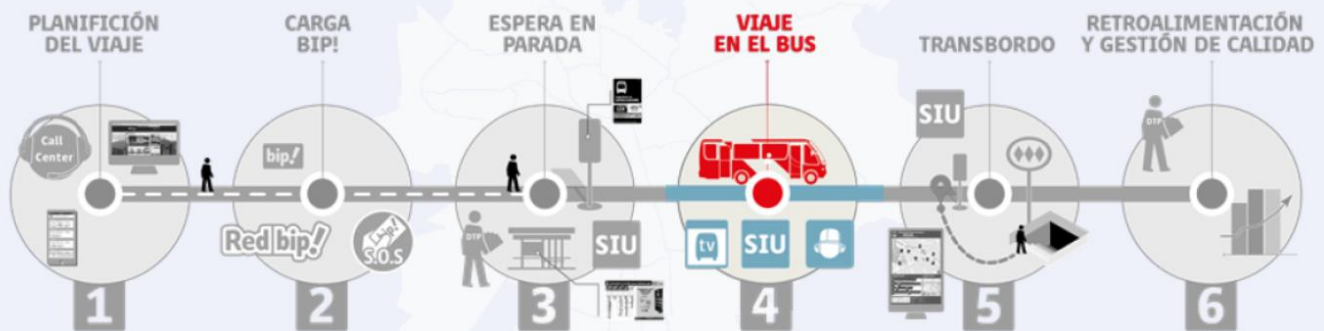 PLANIFICIÓN
DEL VIAJE
CARGA
BIP!
ESPERA EN
PARADA
VIAJE
EN EL BUS
TRANSBORDO
RETROALIMENTACIÓN
Y GESTIÓN DE CALIDAD
Call
Center
bip!
Red bip!
bip!
S.O.S
DTP
SIU
tv
SIU
SIU
DTP
1
2
3
4
5
6